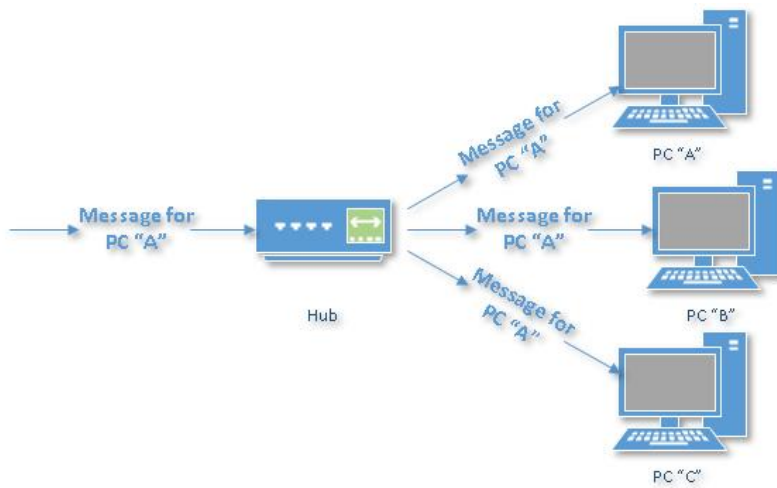 Message for
PC “A”
Hub
Message for
PC “A”
PC “A”
Message for
PC “A”
PC “B”
Message for
PC “A”
PC “C”